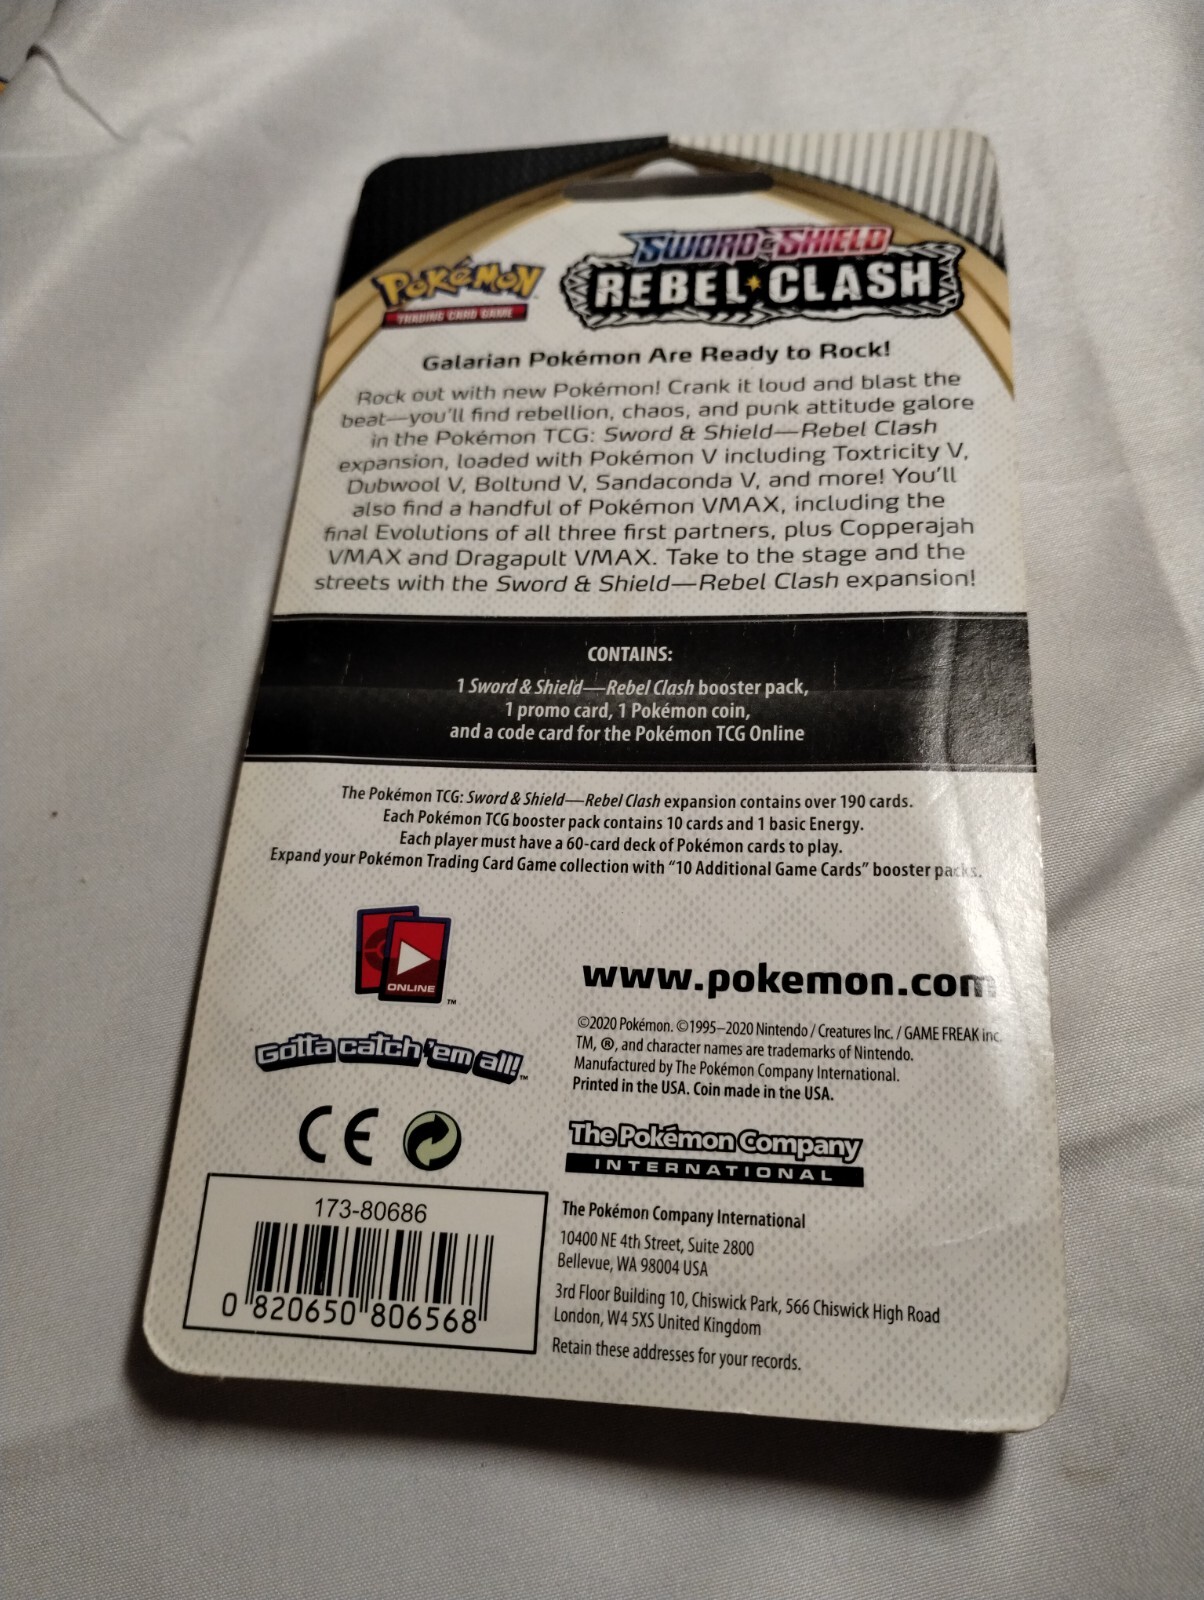 SWORD & SHIELD
POKéMON
TRADING CARD GAME
REBEL CLASH
Galarian Pokémon Are Ready to Rock!
Rock out with new Pokémon! Crank it loud and blast the
beat—you'll find rebellion, chaos, and punk attitude galore
in the Pokémon TCG: Sword & Shield—Rebel Clash
expansion, loaded with Pokémon V including Toxtricity V,
Dubwool V, Boltund V, Sandaconda V, and more! You'll
also find a handful of Pokémon VMAX, including the
final Evolutions of all three first partners, plus Copperajah
VMAX and Dragapult VMAX. Take to the stage and the
streets with the Sword & Shield—Rebel Clash expansion!
CONTAINS:
1 Sword & Shield—Rebel Clash booster pack,
1 promo card, 1 Pokémon coin,
and a code card for the Pokémon TCG Online
The Pokémon TCG: Sword & Shield—Rebel Clash expansion contains over 190 cards.
Each Pokémon TCG booster pack contains 10 cards and 1 basic Energy.
Each player must have a 60-card deck of Pokémon cards to play.
Expand your Pokémon Trading Card Game collection with "10 Additional Game Cards" booster packs.
ONLINE ™
www.pokemon.com
©2020 Pokémon. ©1995–2020 Nintendo / Creatures Inc. / GAME FREAK inc.
TM, ®, and character names are trademarks of Nintendo.
Manufactured by The Pokémon Company International.
Printed in the USA. Coin made in the USA.
Gotta catch 'em all!™
CE
The Pokémon Company
INTERNATIONAL
173-80686
0 820650 806568
The Pokémon Company International
10400 NE 4th Street, Suite 2800
Bellevue, WA 98004 USA
3rd Floor Building 10, Chiswick Park, 566 Chiswick High Road
London, W4 5XS United Kingdom
Retain these addresses for your records.